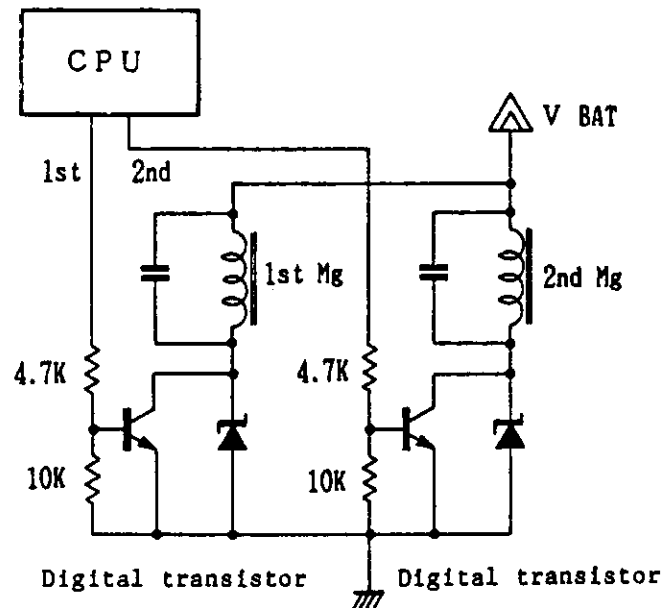 CPU
V BAT
1st
2nd
1st Mg
2nd Mg
4.7K
4.7K
10K
10K
Digital transistor
Digital transistor